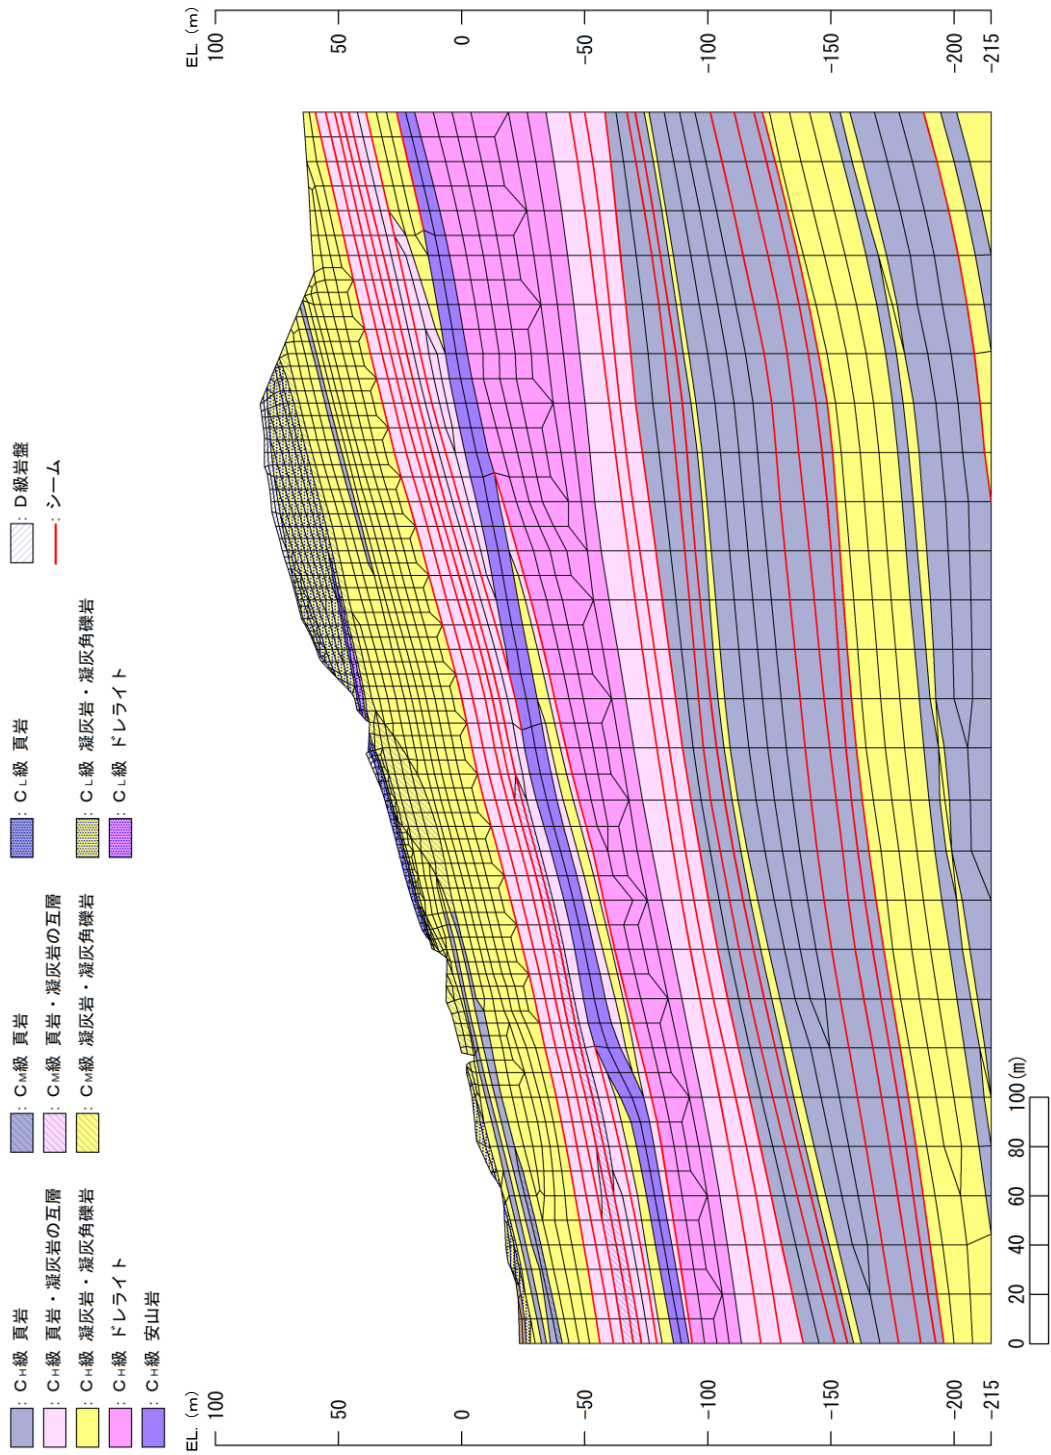 : CH級 頁岩
: CH級 頁岩・凝灰岩の互層
: CH級 凝灰岩・凝灰角礫岩
: CH級 ドレライト
: CH級 安山岩
: CM級 頁岩
: CM級 頁岩・凝灰岩の互層
: CM級 凝灰岩・凝灰角礫岩
: CL級 頁岩
: CL級 凝灰岩・凝灰角礫岩
: CL級 ドレライト
: D級岩盤
: シーム
EL. (m)
100
50
0
-50
-100
-150
-200
-215
EL. (m)
100
50
0
-50
-100
-150
-200
-215
0 20 40 60 80 100(m)